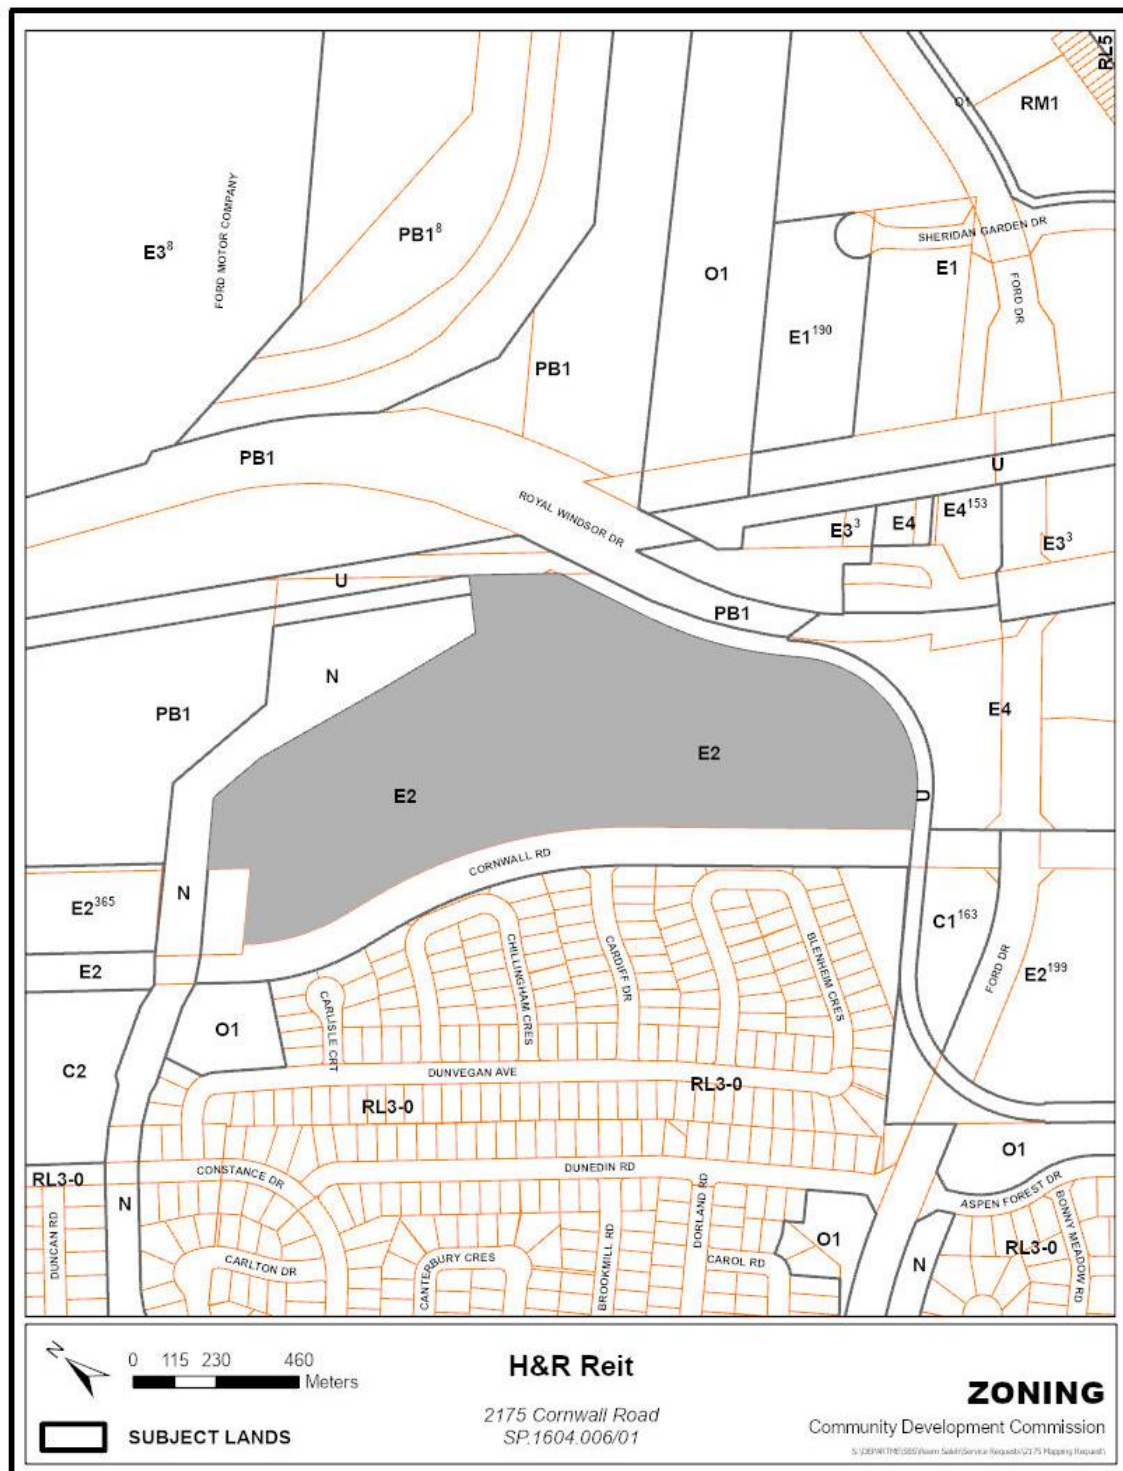 RL5
O1
RM1
FORD MOTOR COMPANY
E3⁸
PB1⁸
SHERIDAN GARDEN DR
O1
E1
FORD DR
E1¹⁹⁰
PB1
PB1
U
ROYAL WINDSOR DR
E3³
E4
E4¹⁵³
E3³
U
PB1
N
PB1
E4
E2
E2
U
CORNWALL RD
N
E2³⁶⁵
C1¹⁶³
E2
CHILLINGHAM CRES
CARDIFF DR
BLENHEIM CRES
FORD DR
E2¹⁹⁹
O1
CARLISLE CRT
C2
DUNVEGAN AVE
RL3-0
RL3-0
O1
RL3-0
CONSTANCE DR
DUNEDIN RD
N
DORLAND RD
ASPEN FOREST DR
BONNY MEADOW RD
DUNCAN RD
O1
RL3-0
CARLTON DR
CANTERBURY CRES
BROOKMILL RD
CAROL RD
N
N
0 115 230 460
Meters
SUBJECT LANDS
H&R Reit
2175 Cornwall Road
SP.1604.006/01
ZONING
Community Development Commission